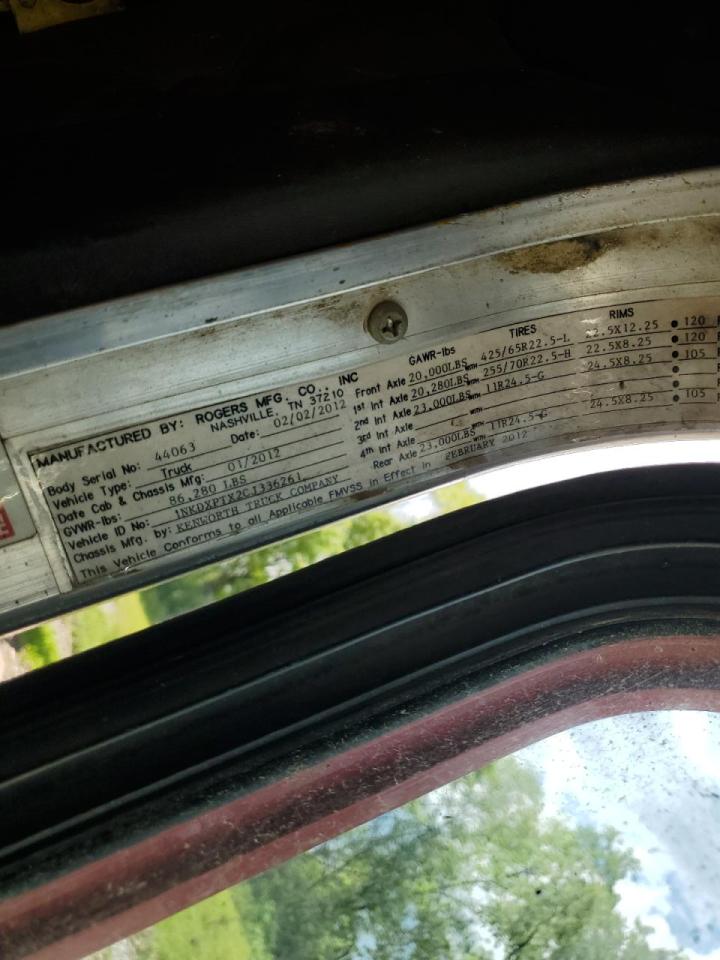 MANUFACTURED BY: ROGERS MFG. CO., INC
NASHVILLE, TN 37210
Body Serial No: 44063 Date: 02/02/2012
Vehicle Type: Truck
Date Cab & Chassis Mfg: 01/2012
GVWR-lbs: 86,280 LBS
Vehicle ID No: 1NKDXPTX2CJ336261
Chassis Mfg. by: KENWORTH TRUCK COMPANY
This Vehicle Conforms to all Applicable FMVSS In Effect In FEBRUARY 2012
GAWR-lbs TIRES RIMS
Front Axle 20,000LBS WITH 425/65R22.5-L 22.5X12.25 • 120
1st Int Axle 20,280LBS WITH 255/70R22.5-H 22.5X8.25 • 120
2nd Int Axle 23,000LBS WITH 11R24.5-G 24.5X8.25 • 105
3rd Int Axle WITH
4th Int Axle
Rear Axle 23,000LBS WITH 11R24.5-G 24.5X8.25 • 105